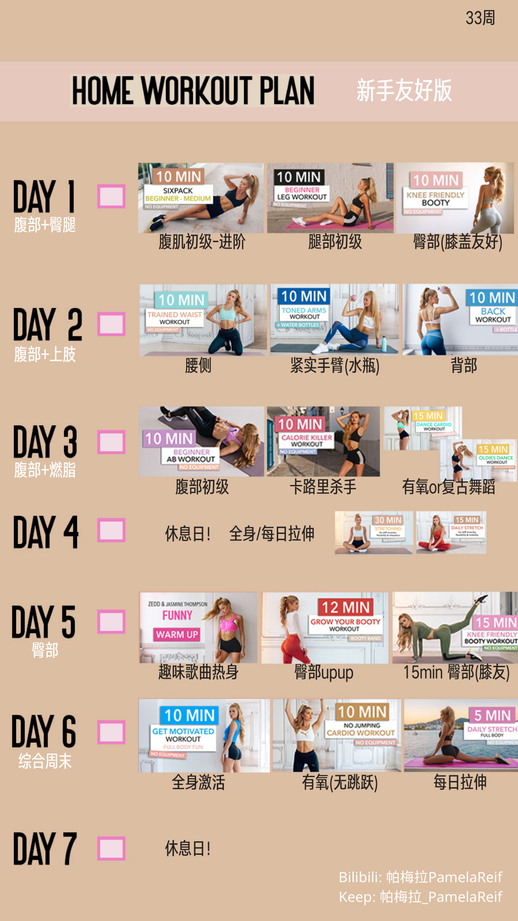 33周
HOME WORKOUT PLAN
新手友好版
DAY 1
腹部+臀腿
10 MIN
SIXPACK
BEGINNER - MEDIUM
NO EQUIPMENT
腹肌初级-进阶
10 MIN
BEGINNER
LEG WORKOUT
NO EQUIPMENT
腿部初级
10 MIN
KNEE FRIENDLY
BOOTY
NO EQUIPMENT
臀部(膝盖友好)
DAY 2
腹部+上肢
10 MIN
TRAINED WAIST
WORKOUT
NO EQUIPMENT
腰侧
10 MIN
TONED ARMS
WORKOUT
+ WATER BOTTLES
紧实手臂(水瓶)
10 MIN
BACK
WORKOUT
背部
DAY 3
腹部+燃脂
10 MIN
BEGINNER
AB WORKOUT
NO EQUIPMENT
腹部初级
10 MIN
CALORIE KILLER
WORKOUT
NO EQUIPMENT
卡路里杀手
15 MIN
DANCE CARDIO
WORKOUT
15 MIN
OLDIES DANCE
WORKOUT
有氧or复古舞蹈
DAY 4
休息日! 全身/每日拉伸
30 MIN
STRETCHING
15 MIN
DAILY STRETCH
DAY 5
臀部
ZEDD & JASMINE THOMPSON
FUNNY
WARM UP
趣味歌曲热身
12 MIN
GROW YOUR BOOTY
WORKOUT
BOOTY BAND
臀部upup
15 MIN
KNEE FRIENDLY
BOOTY WORKOUT
NO EQUIPMENT
15min 臀部(膝友)
DAY 6
综合周末
10 MIN
GET MOTIVATED
WORKOUT
FULL BODY FUN
NO EQUIPMENT
全身激活
10 MIN
NO JUMPING
CARDIO WORKOUT
NO EQUIPMENT
有氧(无跳跃)
5 MIN
DAILY STRETCH
FULL BODY
NO EQUIPMENT
每日拉伸
DAY 7
休息日!
Bilibili: 帕梅拉PamelaReif
Keep: 帕梅拉_PamelaReif